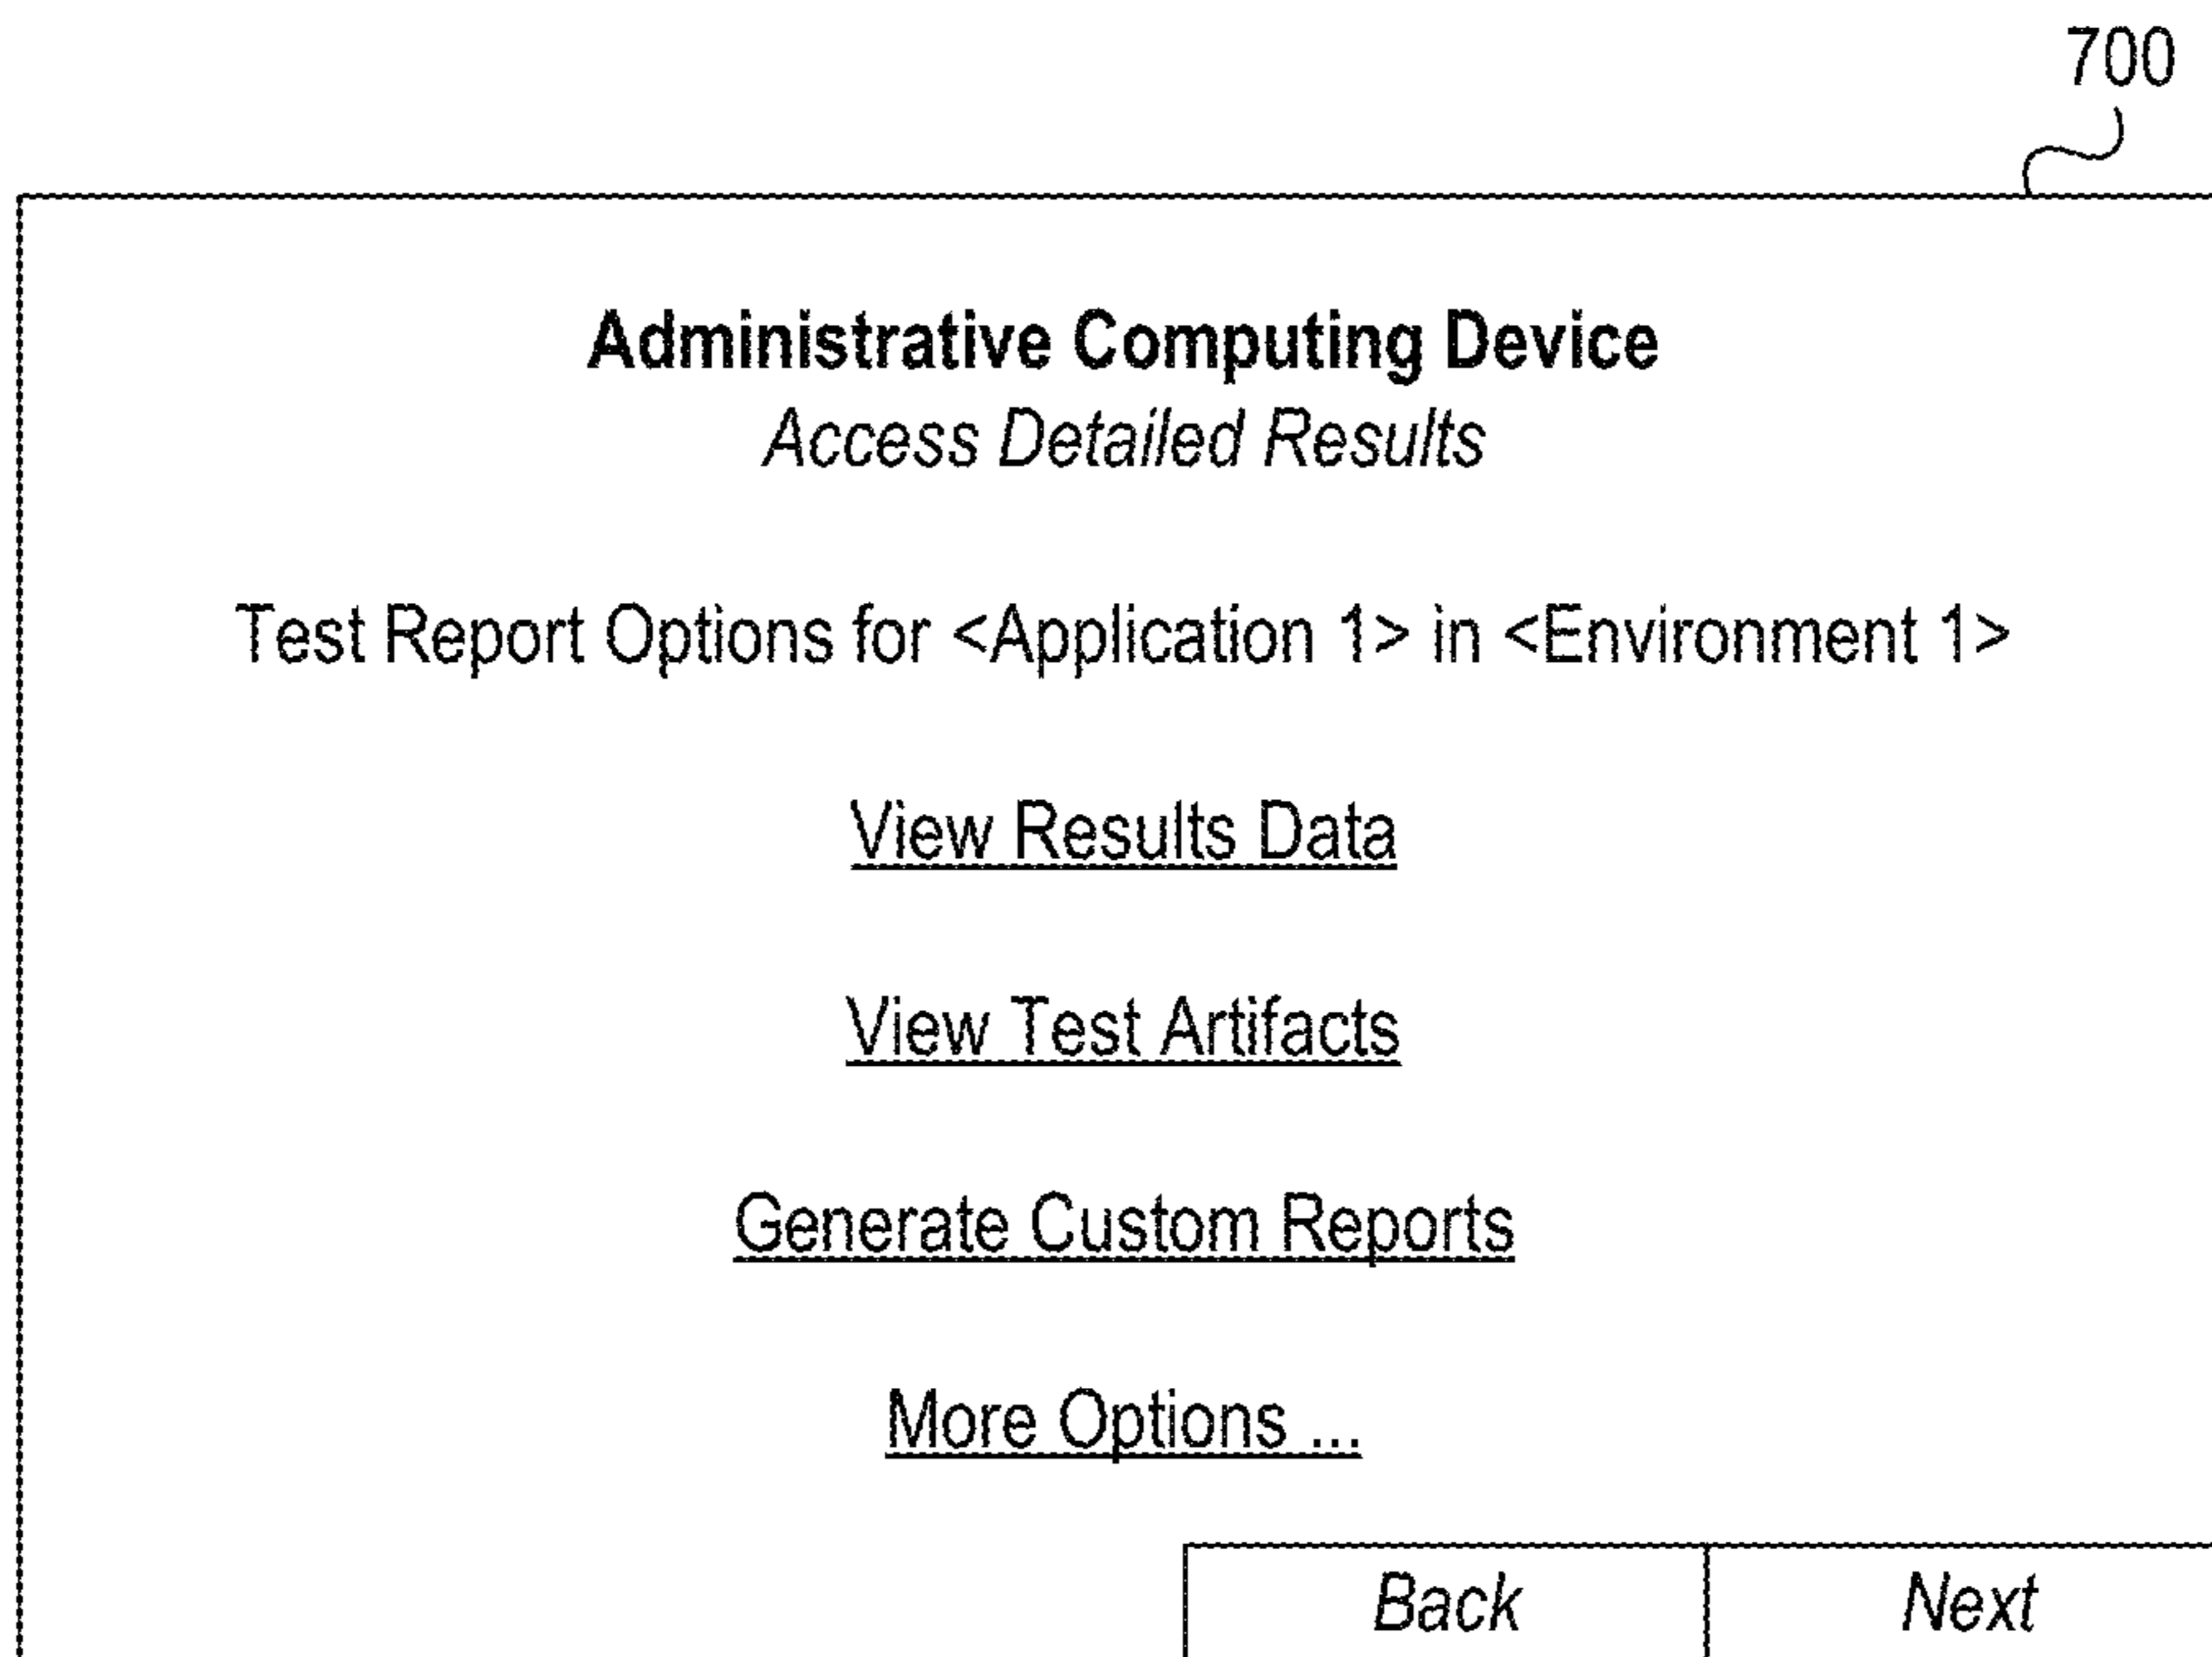 700
Administrative Computing Device
Access Detailed Results
Test Report Options for <Application 1> in <Environment 1>
View Results Data
View Test Artifacts
Generate Custom Reports
More Options ...
Back Next